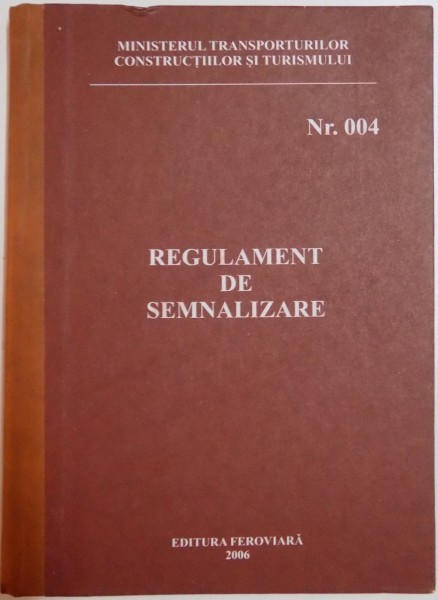 MINISTERUL TRANSPORTURILOR
CONSTRUCȚIILOR ȘI TURISMULUI
Nr. 004
REGULAMENT
DE
SEMNALIZARE
EDITURA FEROVIARĂ
2006